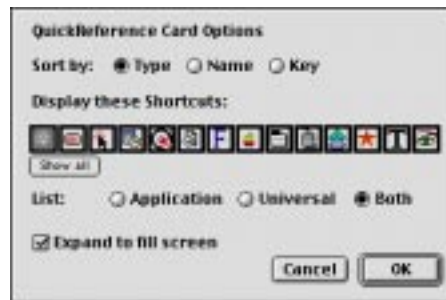 QuickReference Card Options
Sort by: Type Name Key
Display these Shortcuts:
F T
Show all
List: Application Universal Both
Expand to fill screen
Cancel OK